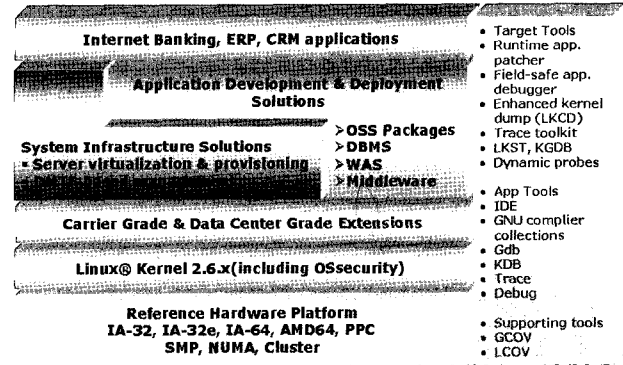 Internet Banking, ERP, CRM applications
Application Development & Deployment
Solutions
System Infrastructure Solutions
▪ Server virtualization & provisioning
>OSS Packages
>DBMS
>WAS
>Middleware
Carrier Grade & Data Center Grade Extensions
Linux® Kernel 2.6.x(including OSsecurity)
Reference Hardware Platform
IA-32, IA-32e, IA-64, AMD64, PPC
SMP, NUMA, Cluster
• Target Tools
• Runtime app.
patcher
• Field-safe app.
debugger
• Enhanced kernel
dump (LKCD)
• Trace toolkit
• LKST, KGDB
• Dynamic probes
• App Tools
• IDE
• GNU complier
collections
• Gdb
• KDB
• Trace
• Debug
• Supporting tools
• GCOV
• LCOV